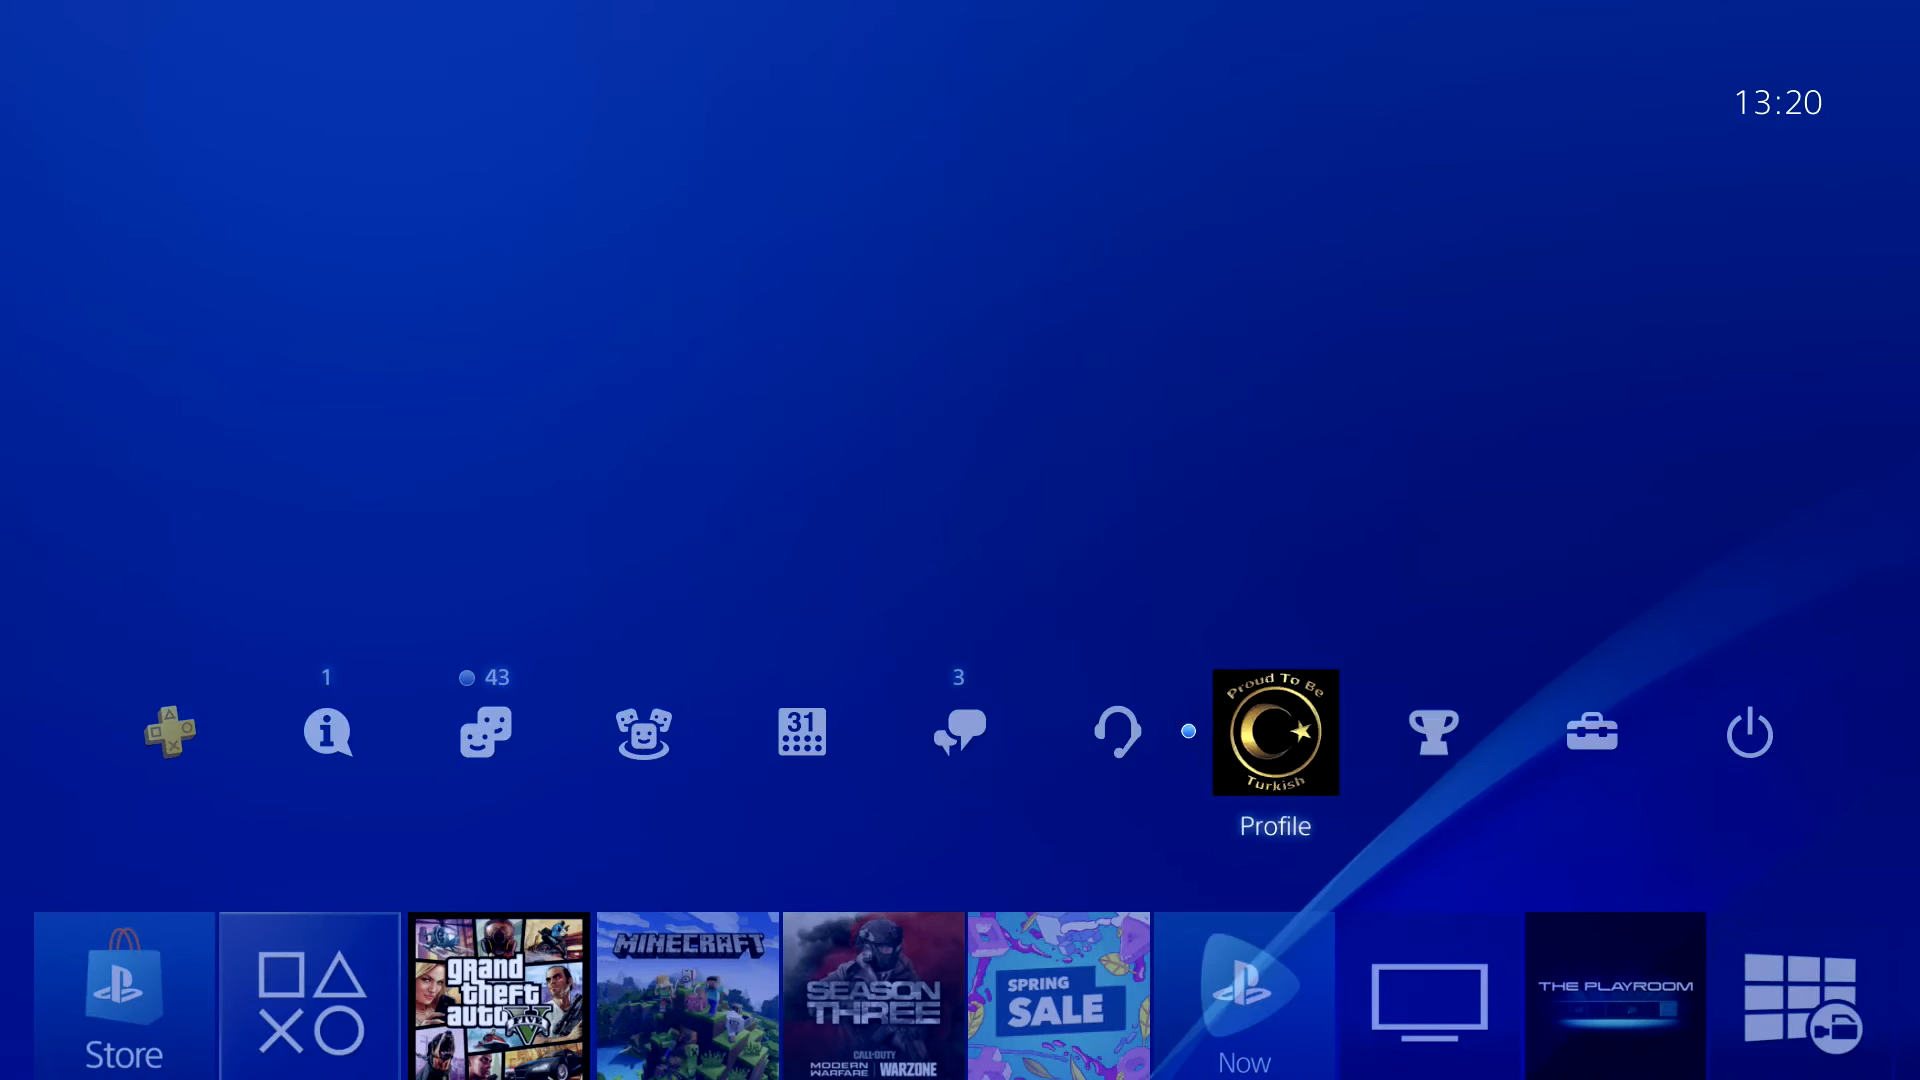 13:20
1
43
3
31
Proud To Be
Turkish
Profile
Store
grand
theft
auto
FIVE
MINECRAFT
SEASON
THREE
CALL OF DUTY
MODERN
WARFARE
WARZONE
SPRING
SALE
Now
THE PLAYROOM